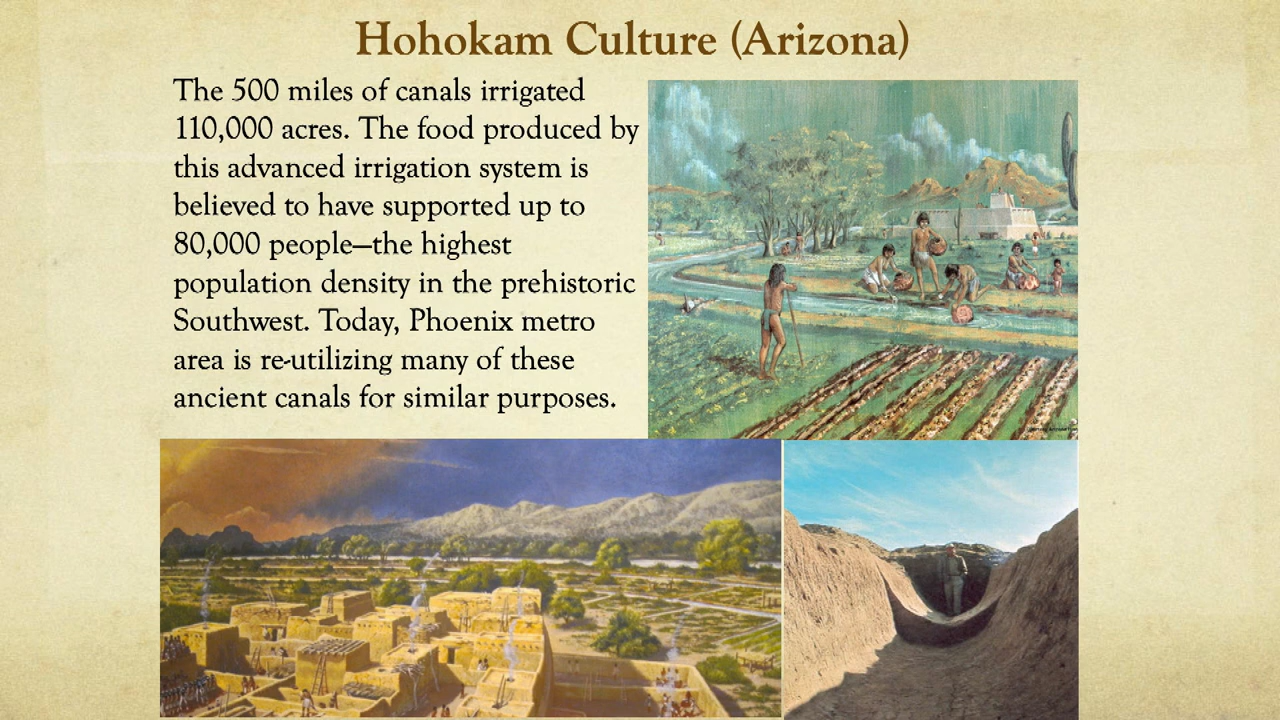 Hohokam Culture (Arizona)
The 500 miles of canals irrigated
110,000 acres. The food produced by
this advanced irrigation system is
believed to have supported up to
80,000 people—the highest
population density in the prehistoric
Southwest. Today, Phoenix metro
area is re-utilizing many of these
ancient canals for similar purposes.